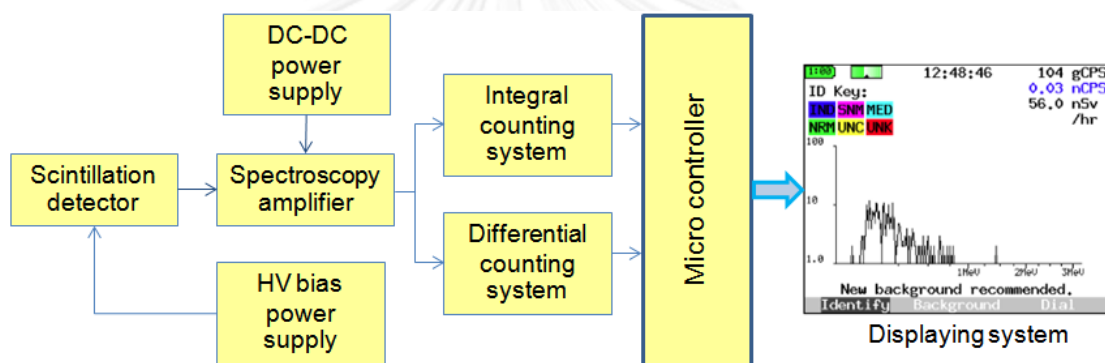 DC-DC
power
supply
Scintillation
detector
Spectroscopy
amplifier
HV bias
power
supply
Integral
counting
system
Differential
counting
system
Micro controller
1:00 12:48:46 104 gCPS
0.03 nCPS
ID Key:
56.0 nSv
/hr
IND SNM MED
NRM UNC UNK
100
10
1.0
1MeV 2MeV 3MeV
New background recommended.
Identify Background Dial
Displaying system